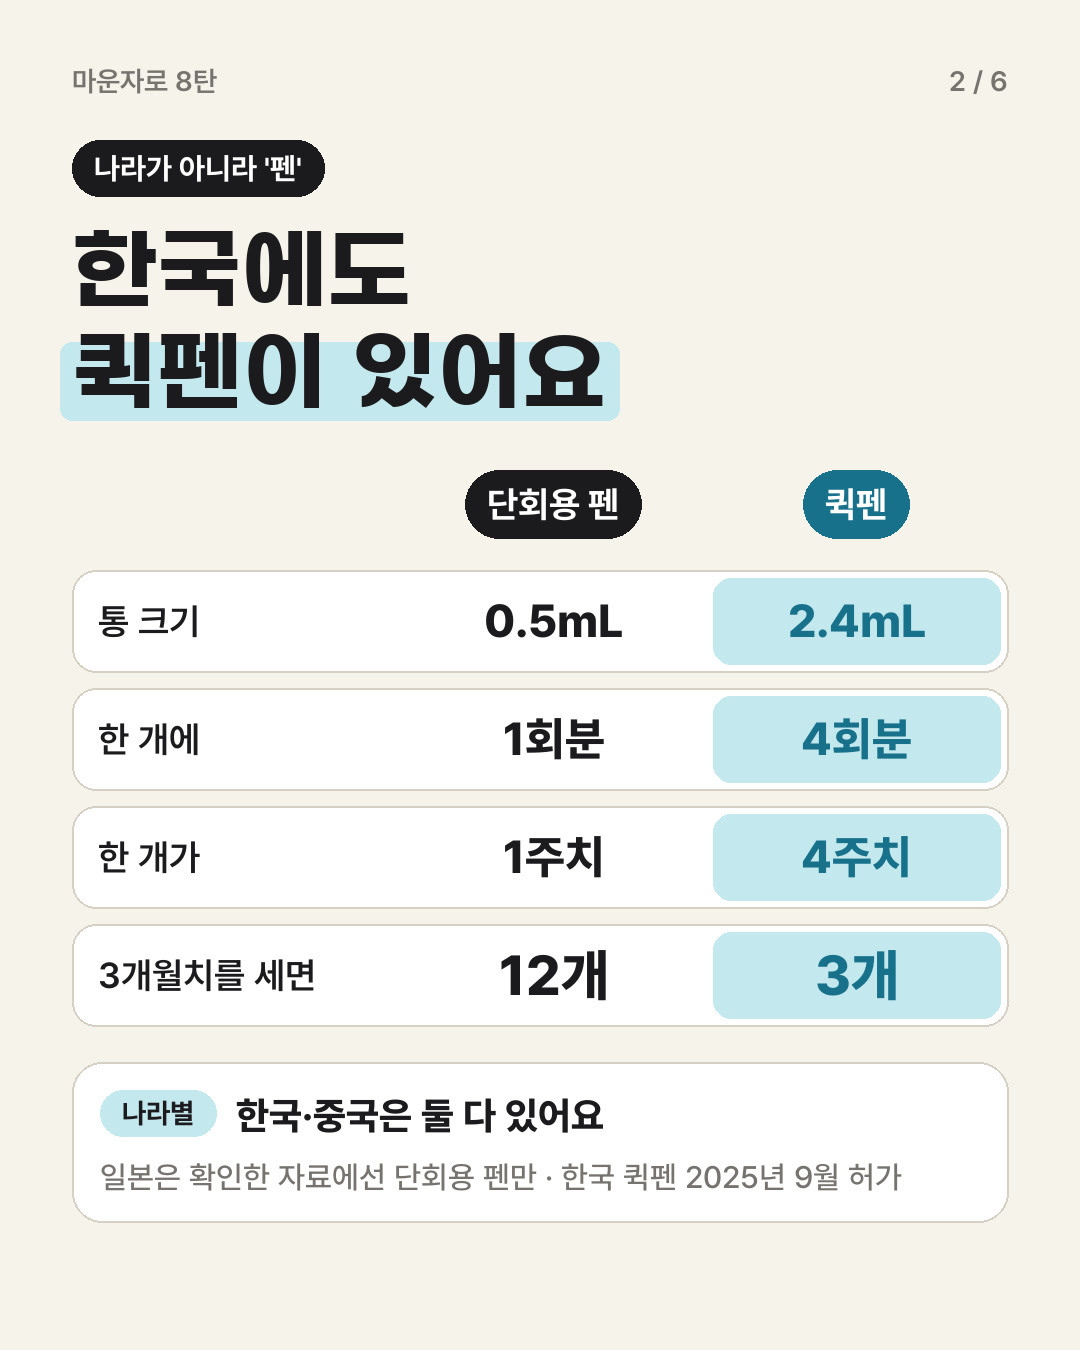 마운자로 8탄
2 / 6
나라가 아니라 '펜'
한국에도
퀵펜이 있어요
단회용 펜
퀵펜
통 크기
0.5mL
2.4mL
한 개에
1회분
4회분
한 개가
1주치
4주치
3개월치를 세면
12개
3개
나라별
한국·중국은 둘 다 있어요
일본은 확인한 자료에선 단회용 펜만 · 한국 퀵펜 2025년 9월 허가